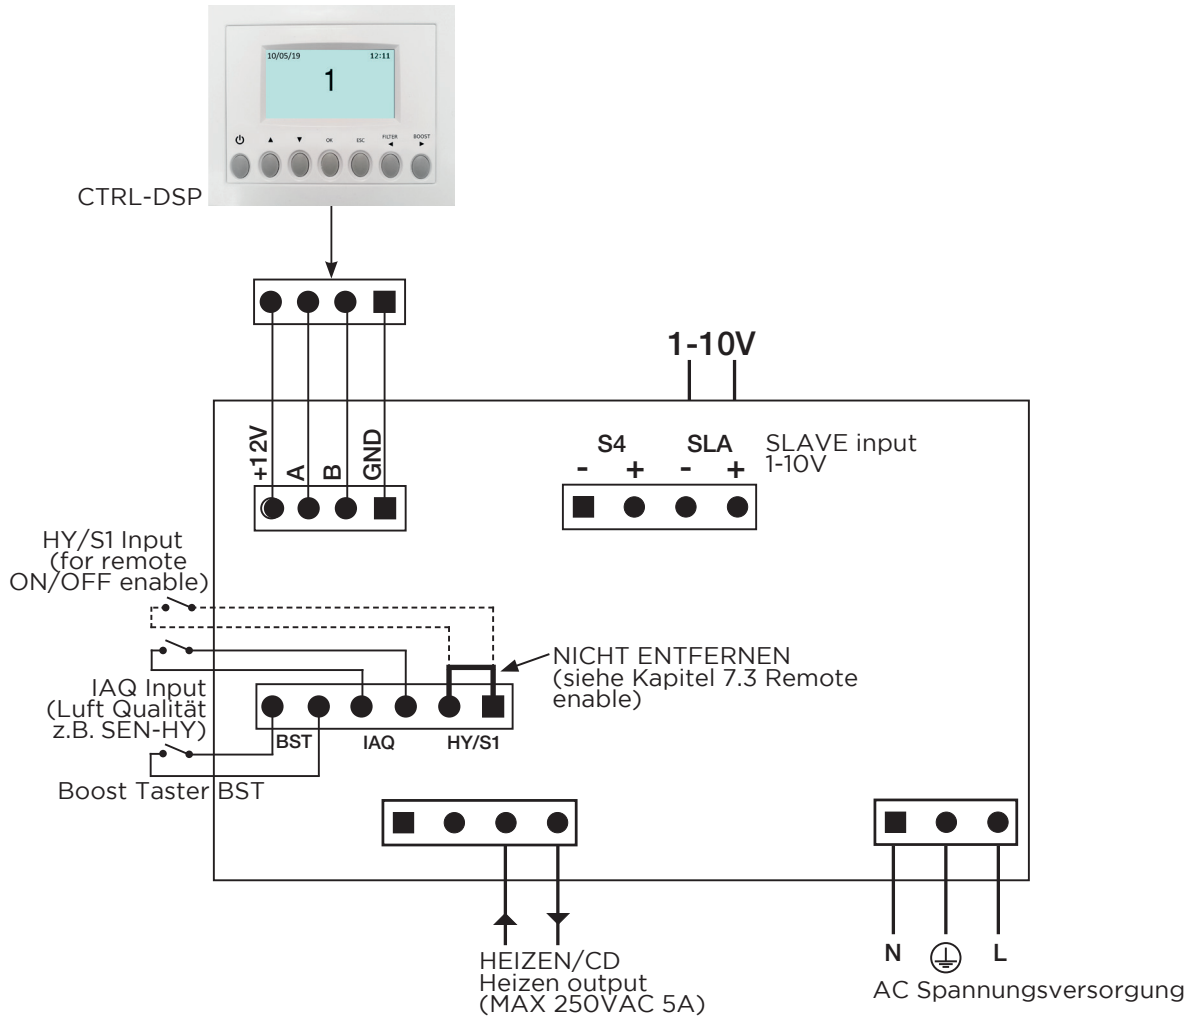 10/05/19 12:11
1
OK ESC FILTER BOOST
CTRL-DSP
1-10V
+12V
A
B
GND
S4 SLA
- + - +
SLAVE input
1-10V
HY/S1 Input
(for remote
ON/OFF enable)
NICHT ENTFERNEN
(siehe Kapitel 7.3 Remote
enable)
IAQ Input
(Luft Qualität
z.B. SEN-HY)
BST IAQ HY/S1
Boost Taster BST
HEIZEN/CD
Heizen output
(MAX 250VAC 5A)
N L
AC Spannungsversorgung